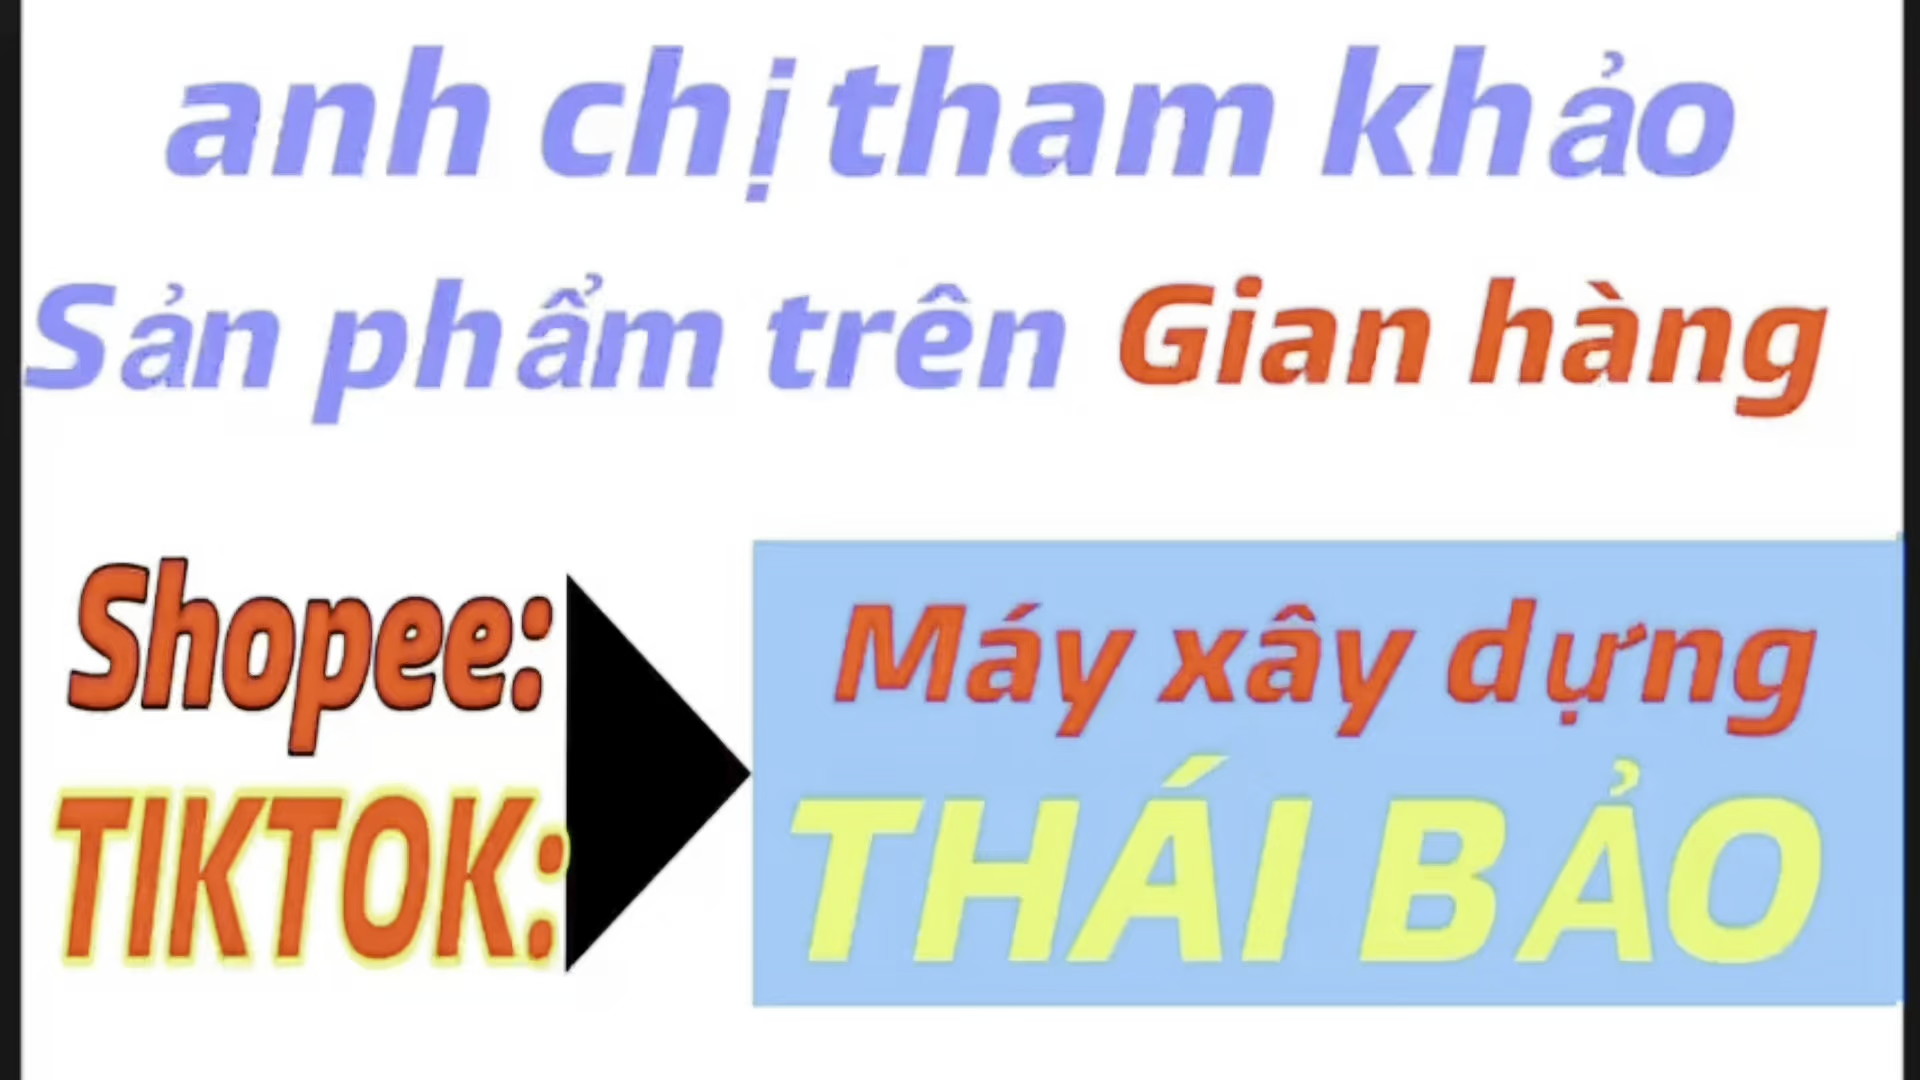 anh chị tham khảo
Sản phẩm trên Gian hàng
Shopee:
TIKTOK:
Máy xây dựng
THÁI BẢO